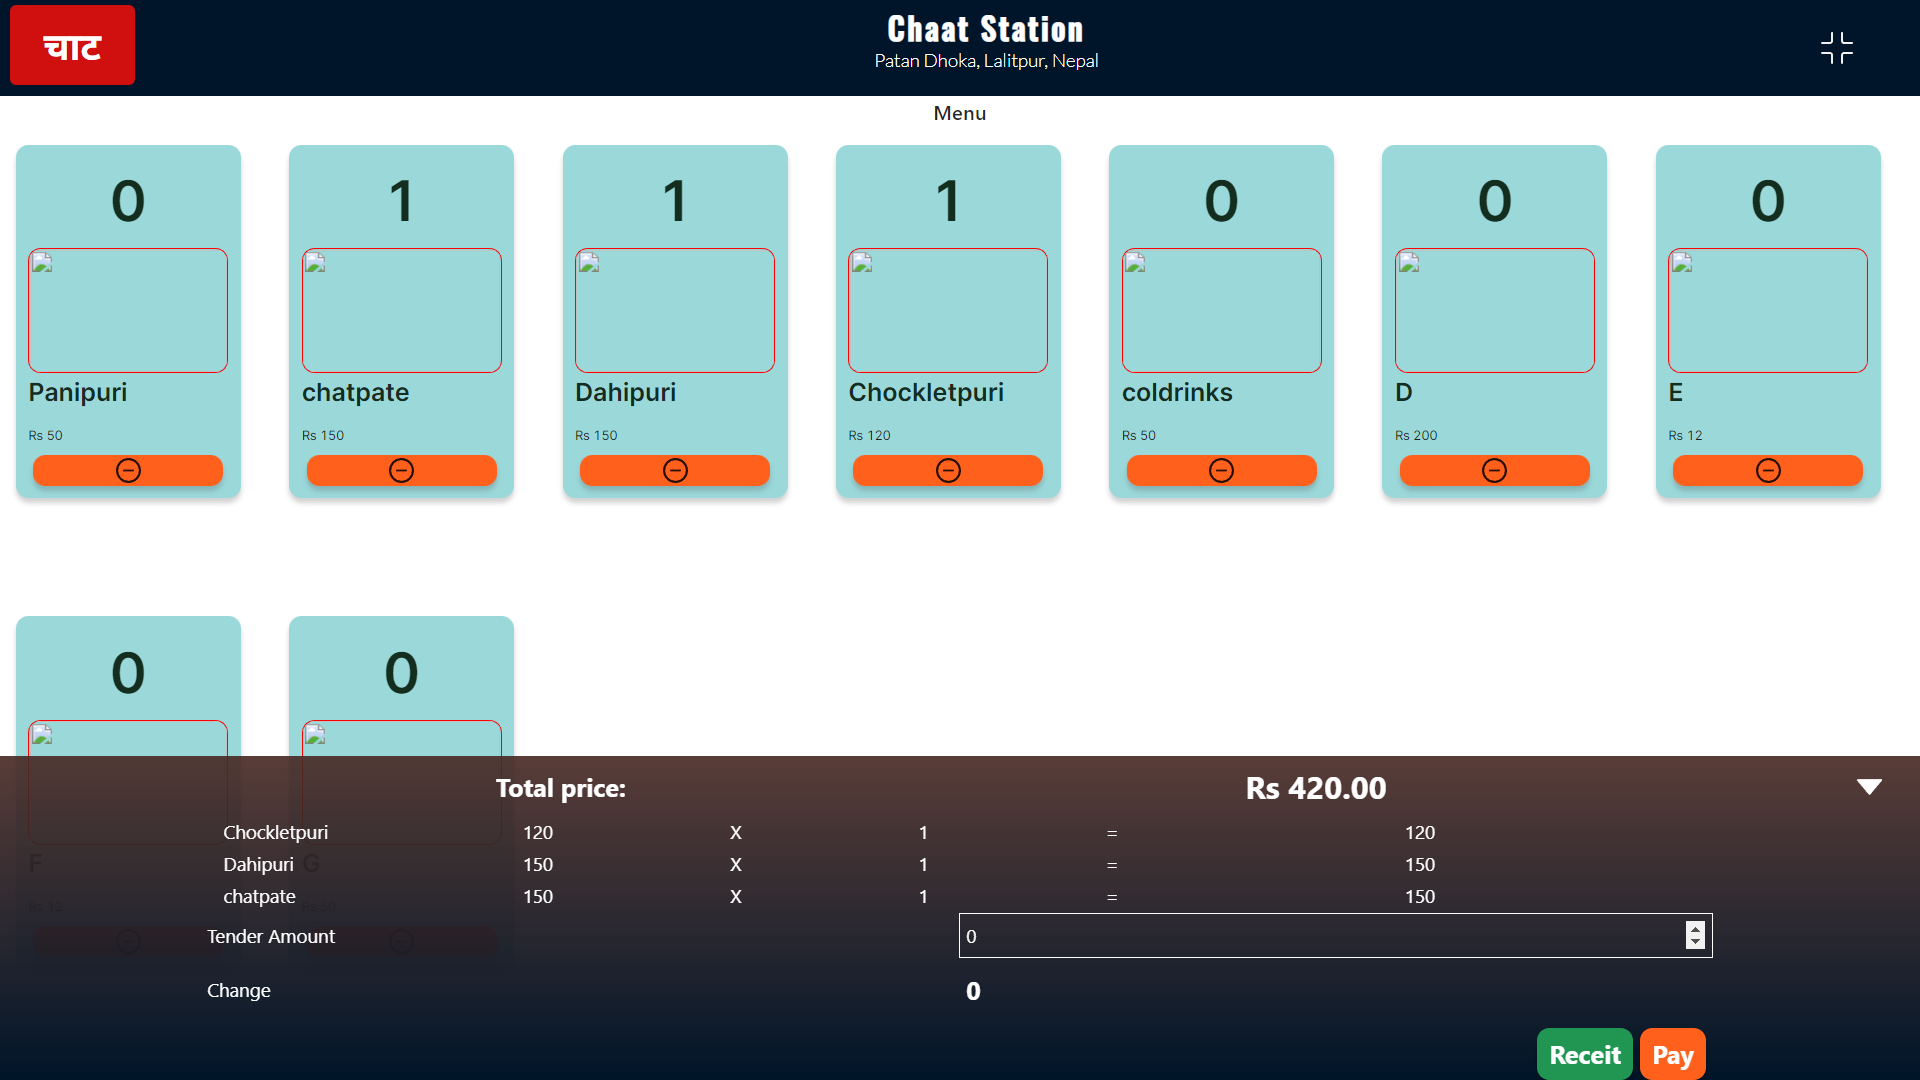 चाट
Chaat Station
Patan Dhoka, Lalitpur, Nepal
Menu
0 1 1 1 0 0 0
Panipuri chatpate Dahipuri Chockletpuri coldrinks D E
Rs 50 Rs 150 Rs 150 Rs 120 Rs 50 Rs 200 Rs 12
0 0
Total price: Rs 420.00
Chockletpuri 120 X 1 = 120
F G
Dahipuri 150 X 1 = 150
chatpate 150 X 1 = 150
Tender Amount 0
Change 0
Receit Pay